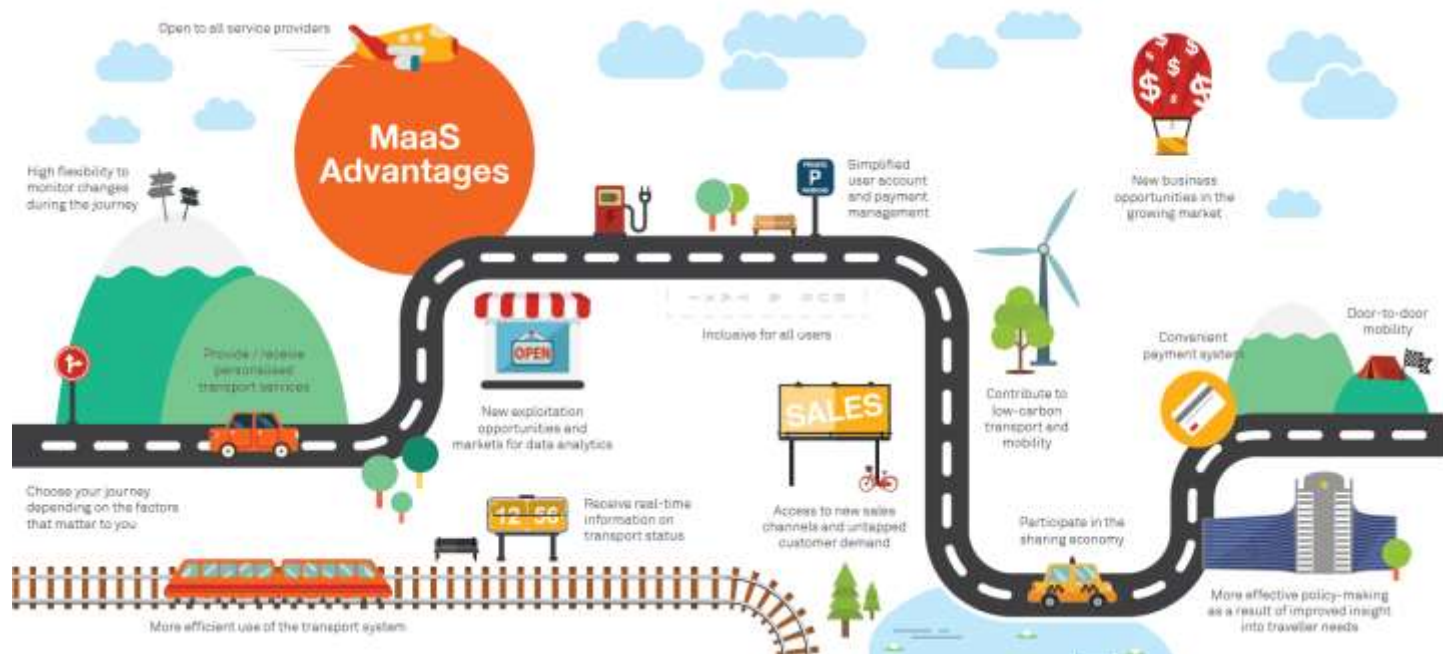 Open to all service providers
MaaS
Advantages
High flexibility to
monitor changes
during the journey
PRIVATE
P
PARKING
Simplified
user account
and payment
management
New business
opportunities in the
growing market
Inclusive for all users
Provide / receive
personalised
transport services
OPEN
New exploitation
opportunities and
markets for data analytics
SALES
Access to new sales
channels and untapped
customer demand
Contribute to
low-carbon
transport and
mobility
Convenient
payment system
Door-to-door
mobility
Choose your journey
depending on the factors
that matter to you
12 56
Receive real-time
information on
transport status
Participate in the
sharing economy
More efficient use of the transport system
More effective policy-making
as a result of improved insight
into traveller needs